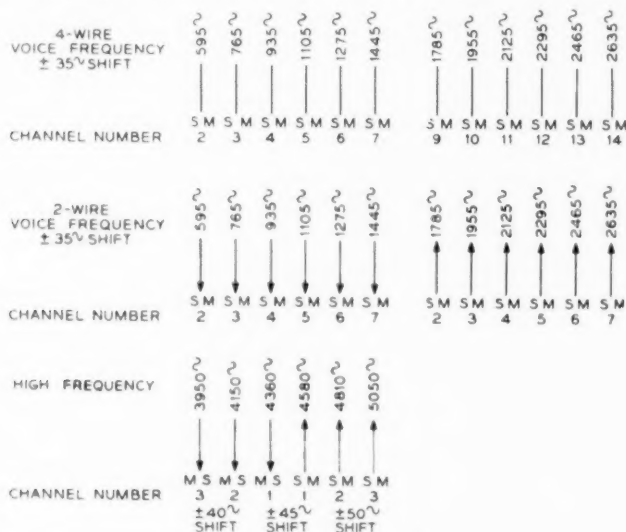 4-WIRE
VOICE FREQUENCY
± 35~ SHIFT
595~ 765~ 935~ 1105~ 1275~ 1445~ 1785~ 1955~ 2125~ 2295~ 2465~ 2635~
S M S M S M S M S M S M S M S M S M S M S M S M
CHANNEL NUMBER 2 3 4 5 6 7 9 10 11 12 13 14
2-WIRE
VOICE FREQUENCY
± 35~ SHIFT
595~ 765~ 935~ 1105~ 1275~ 1445~ 1785~ 1955~ 2125~ 2295~ 2465~ 2635~
S M S M S M S M S M S M S M S M S M S M S M S M
CHANNEL NUMBER 2 3 4 5 6 7 2 3 4 5 6 7
HIGH FREQUENCY 3950~ 4150~ 4360~ 4580~ 4810~ 5050~
M S M S M S S M S M S M
CHANNEL NUMBER 3 2 1 1 2 3
±40~ ±45~ ±50~
SHIFT SHIFT SHIFT